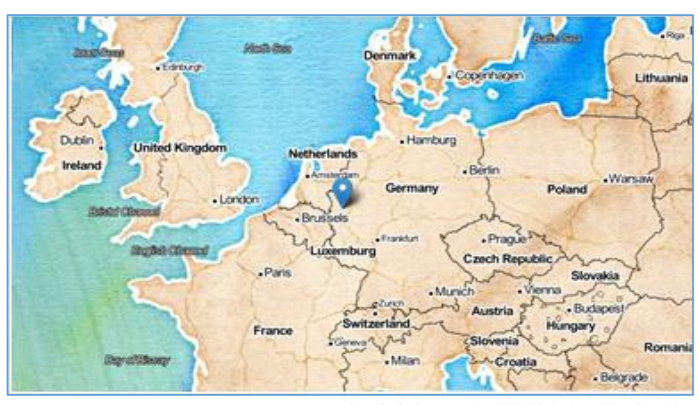 Inner Seas
North Sea
Baltic Sea
Riga
Edinburgh
Denmark
Copenhagen
Lithuania
Dublin
Ireland
United Kingdom
Netherlands
Amsterdam
Hamburg
Berlin
Germany
Poland
Warsaw
London
Bristol Channel
Brussels
English Channel
Luxemburg
Frankfurt
Prague
Czech Republic
Paris
Slovakia
Munich
Vienna
Zurich
Austria
Budapest
France
Switzerland
Hungary
Geneva
Slovenia
Romania
Bay of Biscay
Milan
Croatia
Belgrade